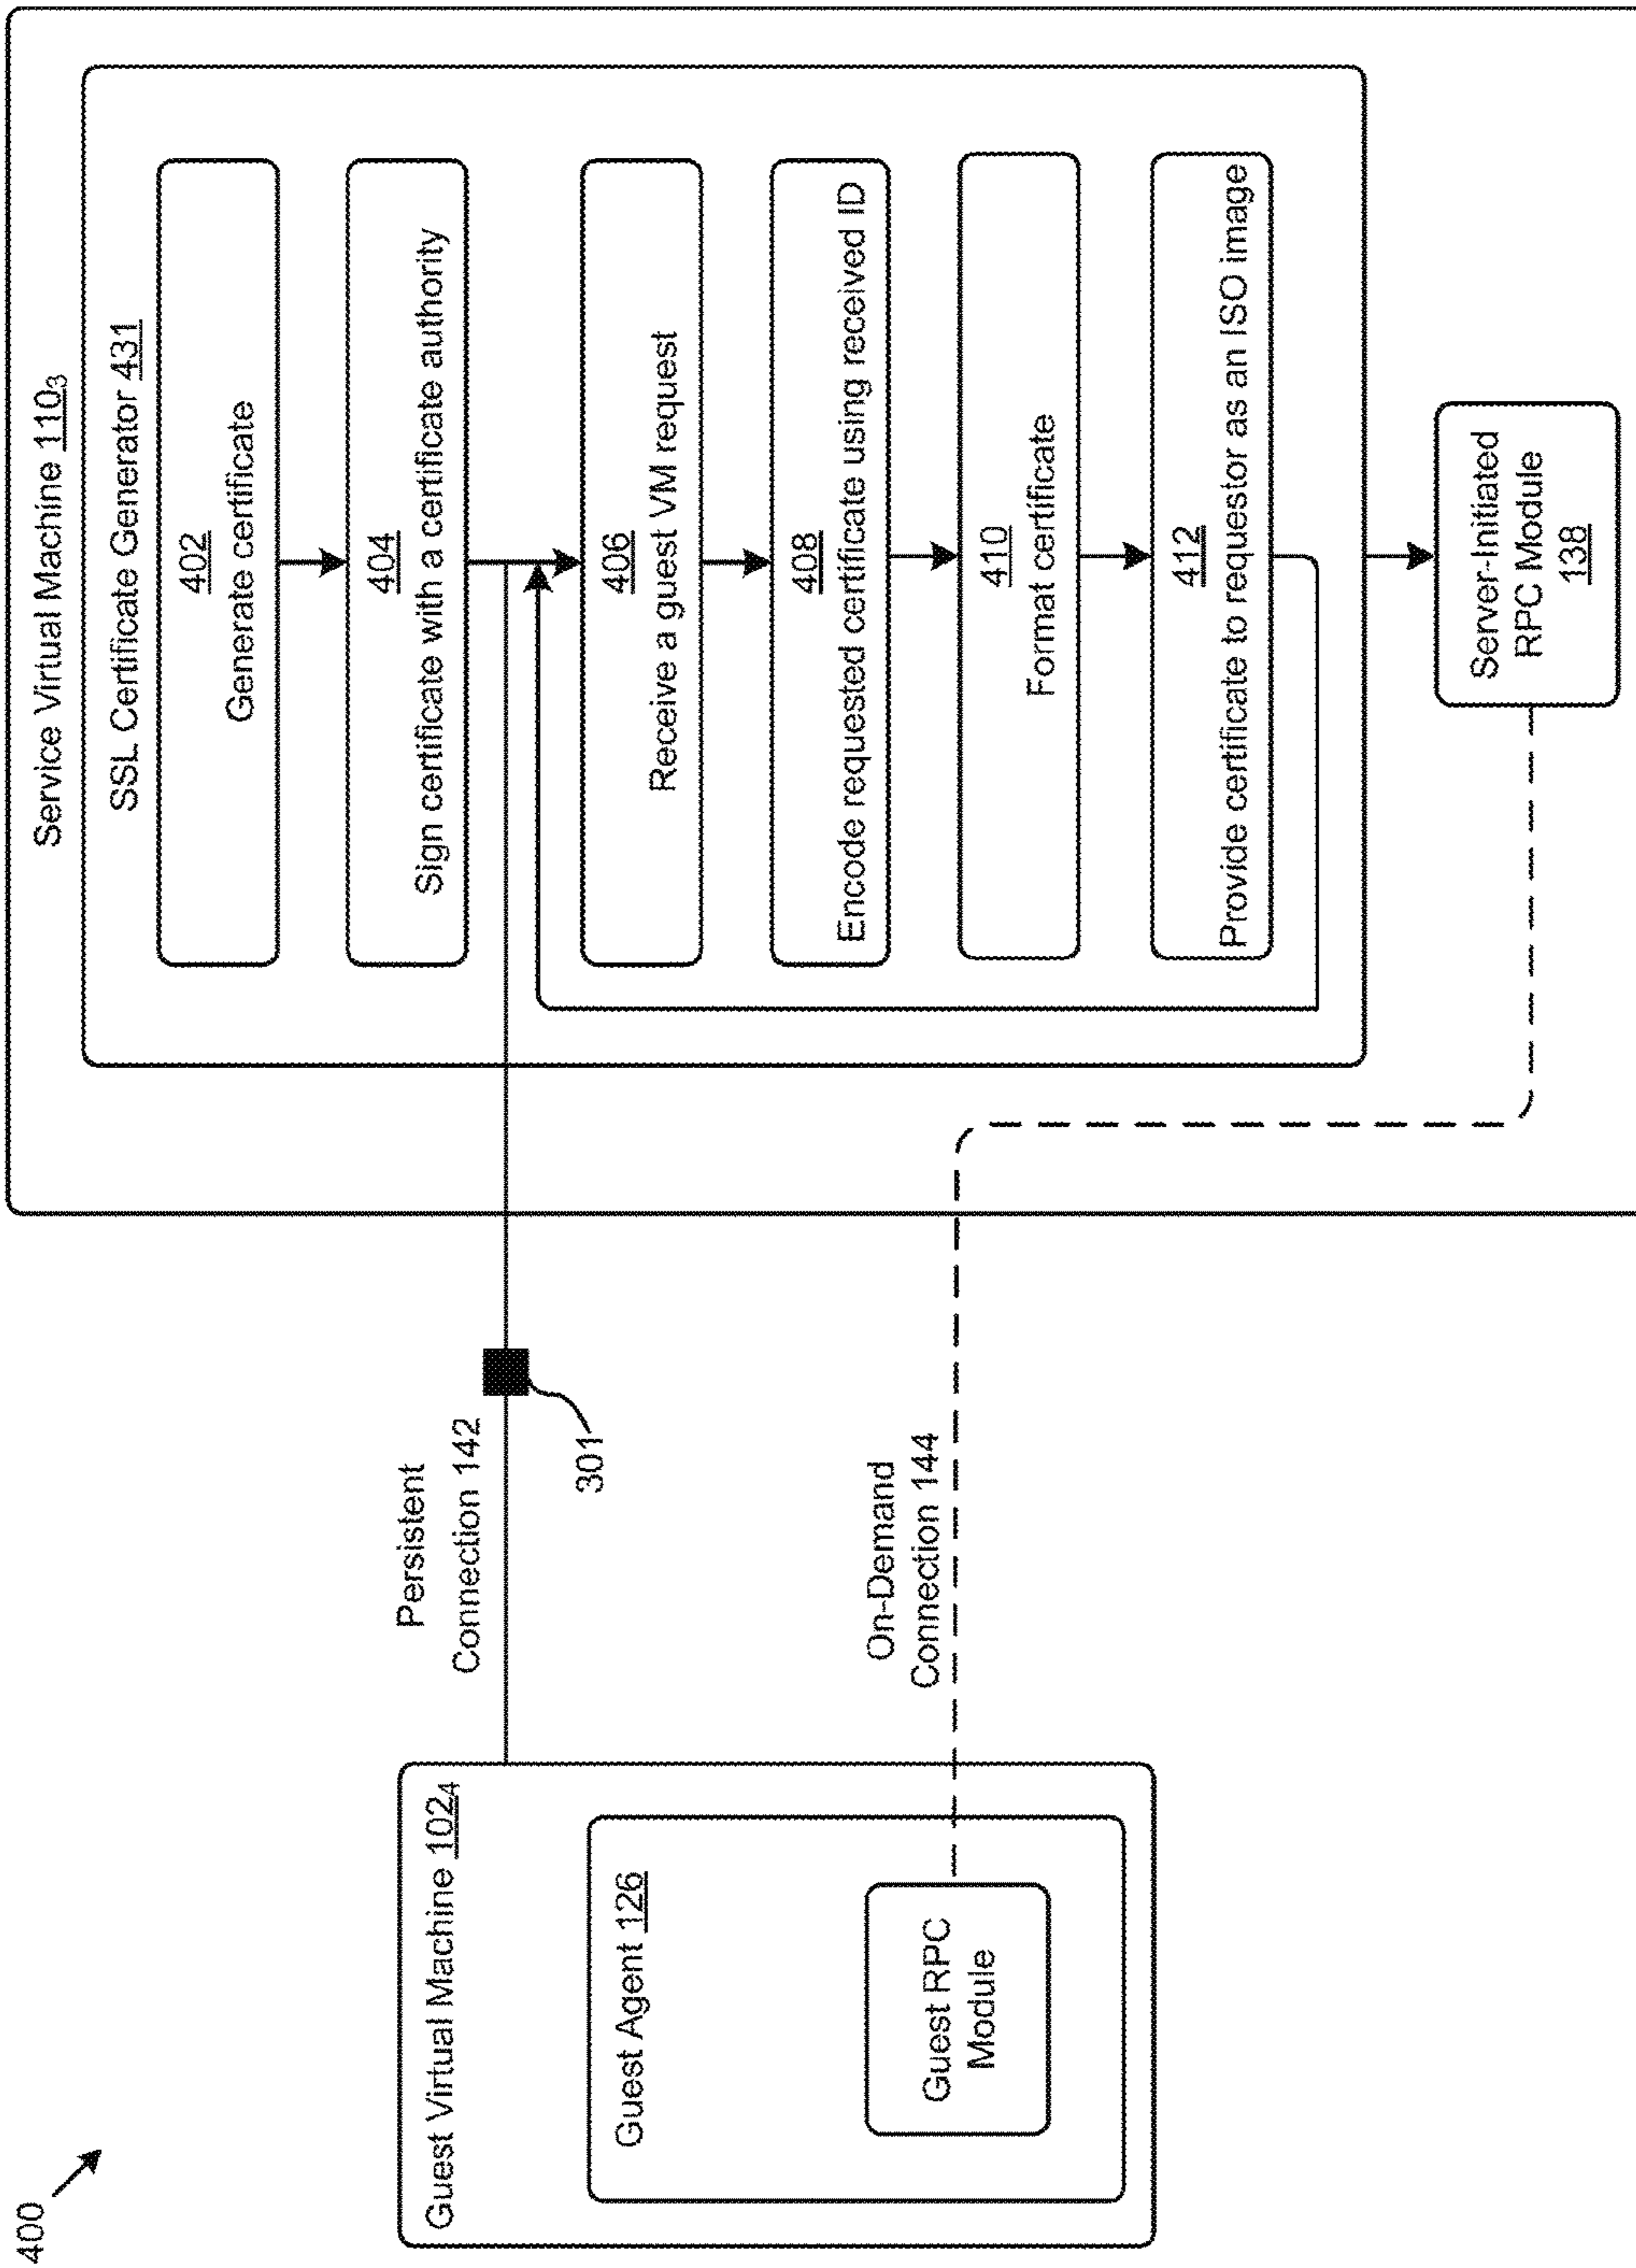 400
Guest Virtual Machine 102₄
Guest Agent 126
Guest RPC
Module
Persistent
Connection 142
301
On-Demand
Connection 144
Service Virtual Machine 110₃
SSL Certificate Generator 431
402
Generate certificate
404
Sign certificate with a certificate authority
406
Receive a guest VM request
408
Encode requested certificate using received ID
410
Format certificate
412
Provide certificate to requestor as an ISO image
Server-Initiated
RPC Module
138